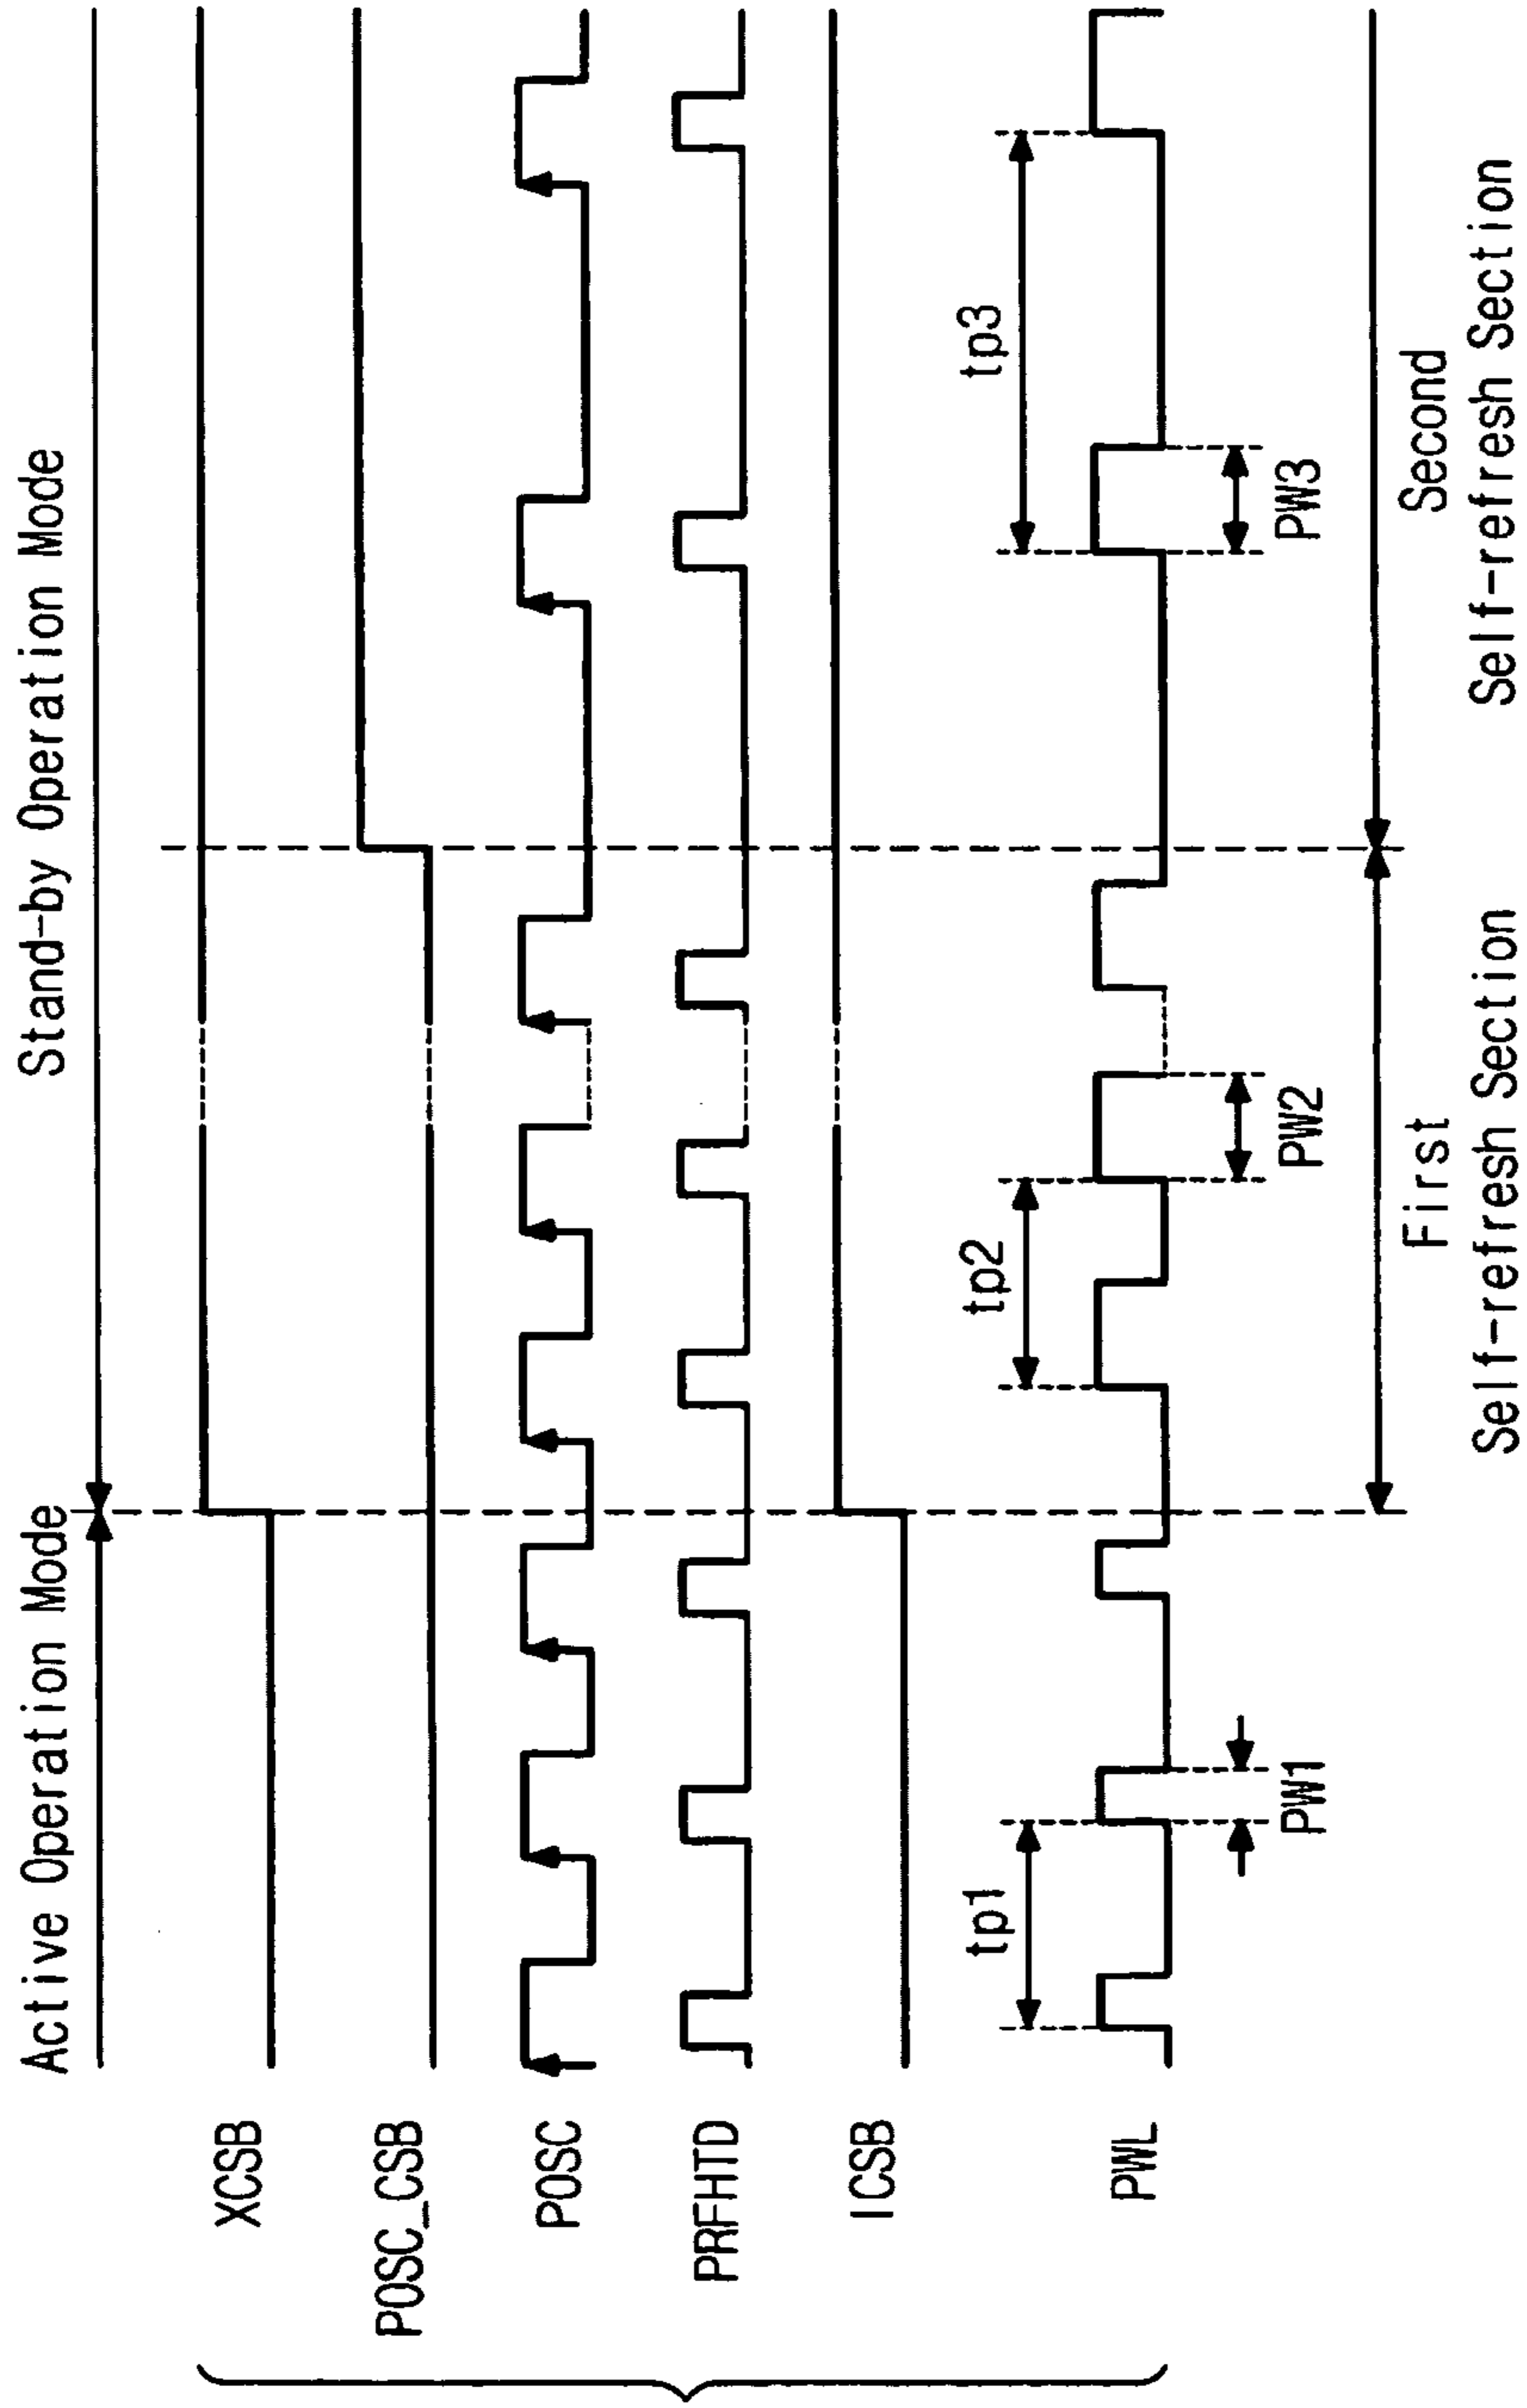 Active Operation Mode
Stand-by Operation Mode
XCSB
POSC_CSB
POSC
PRFHTD
ICSB
tp1
tp2
tp3
PWL
PW1
PW2
PW3
First
Self-refresh Section
Second
Self-refresh Section